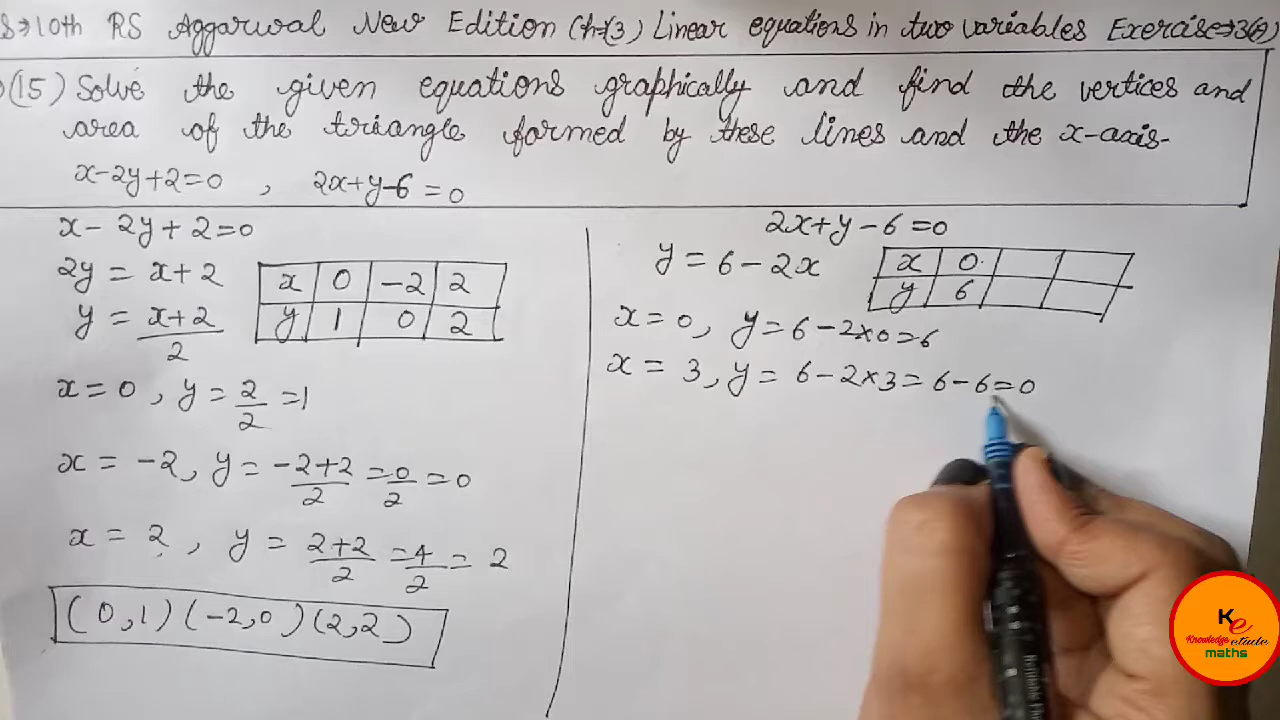 S→10th RS Aggarwal New Edition Ch-(3) Linear equations in two variables Exercise→3(A)
(15) Solve the given equations graphically and find the vertices and
area of the triangle formed by these lines and the x-axis-
x-2y+2=0 , 2x+y-6=0
x-2y+2=0
2y = x+2
y = x+2/2
x 0 -2 2
y 1 0 2
x=0, y=2/2=1
x=-2, y=-2+2/2=0/2=0
x=2, y=2+2/2=4/2=2
(0,1)(-2,0)(2,2)
2x+y-6=0
y=6-2x
x 0.
y 6
x=0, y=6-2×0=6
x=3, y=6-2×3=6-6=0
Ke
Knowledge etude
maths